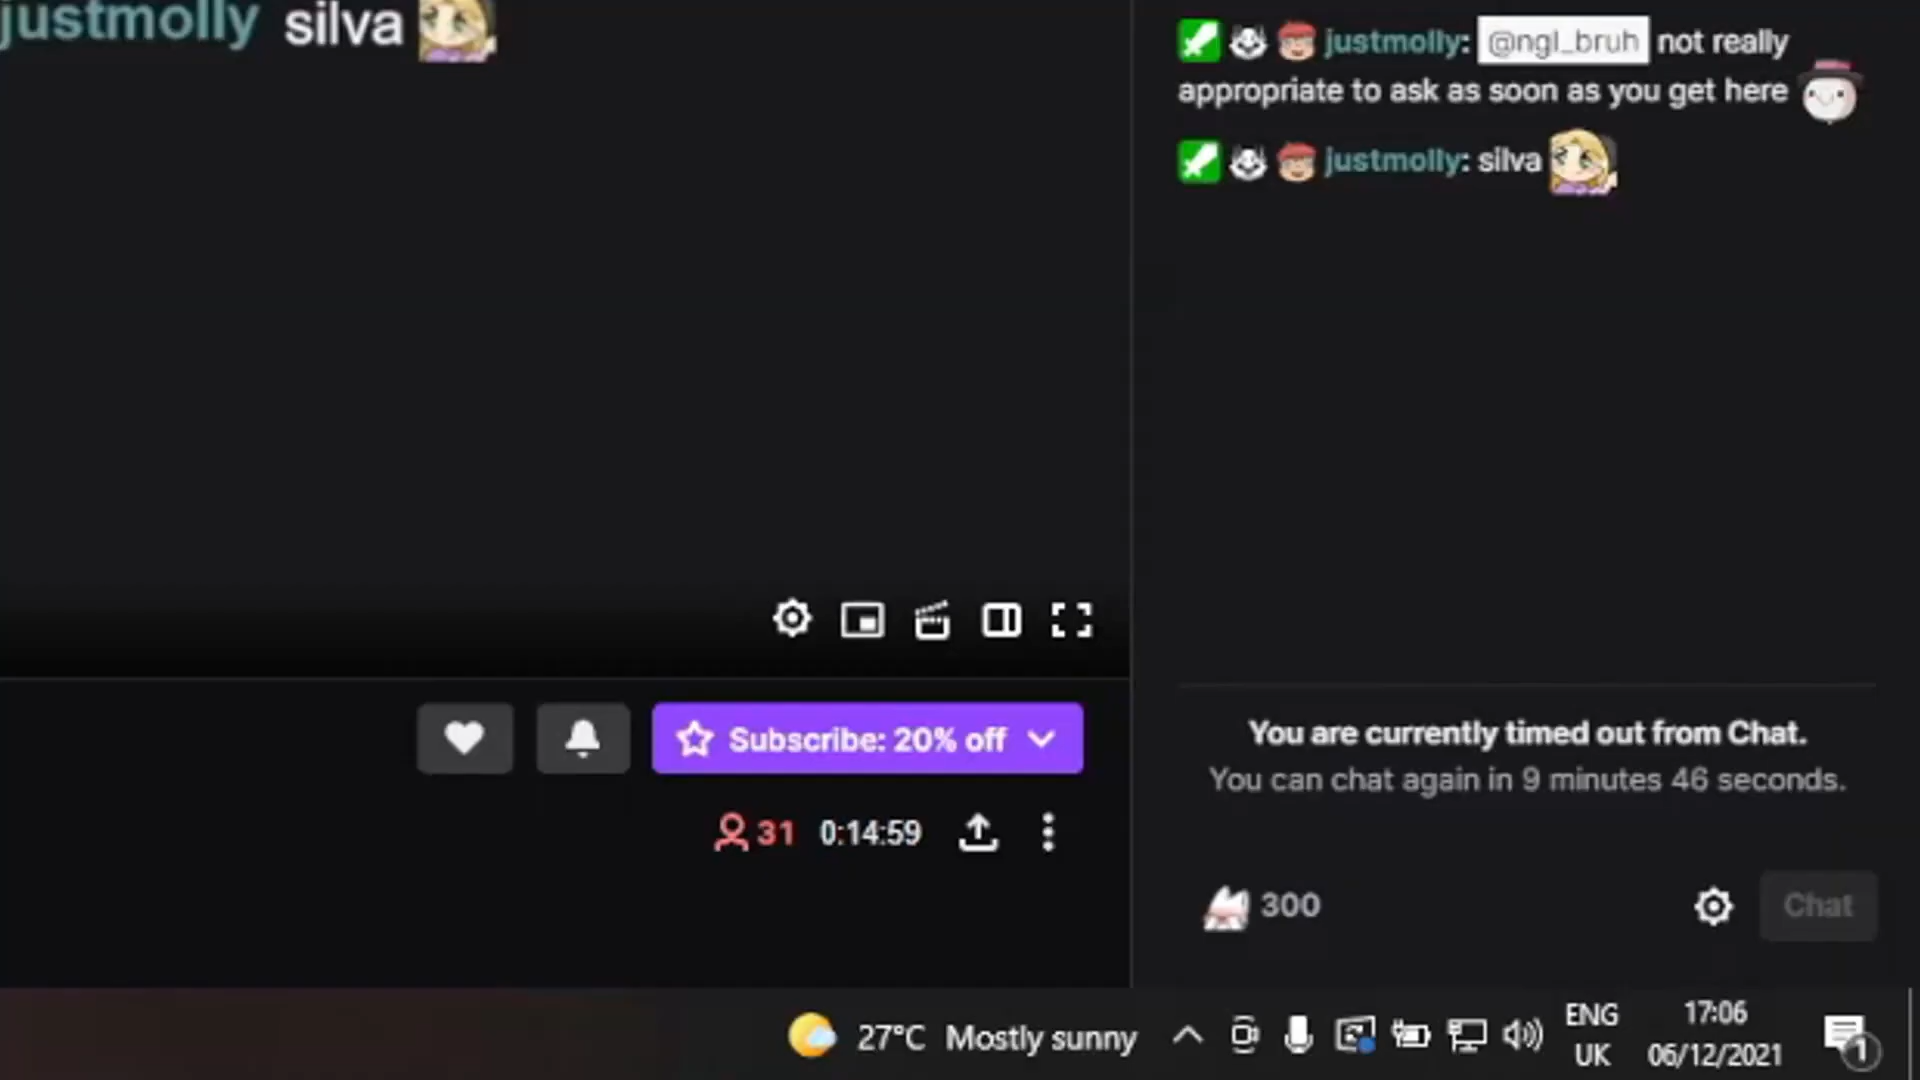 justmolly silva
justmolly: @ngl_bruh not really
appropriate to ask as soon as you get here
justmolly: silva
Subscribe: 20% off
31 0:14:59
You are currently timed out from Chat.
You can chat again in 9 minutes 46 seconds.
300
Chat
27°C Mostly sunny
ENG
UK
17:06
06/12/2021
1